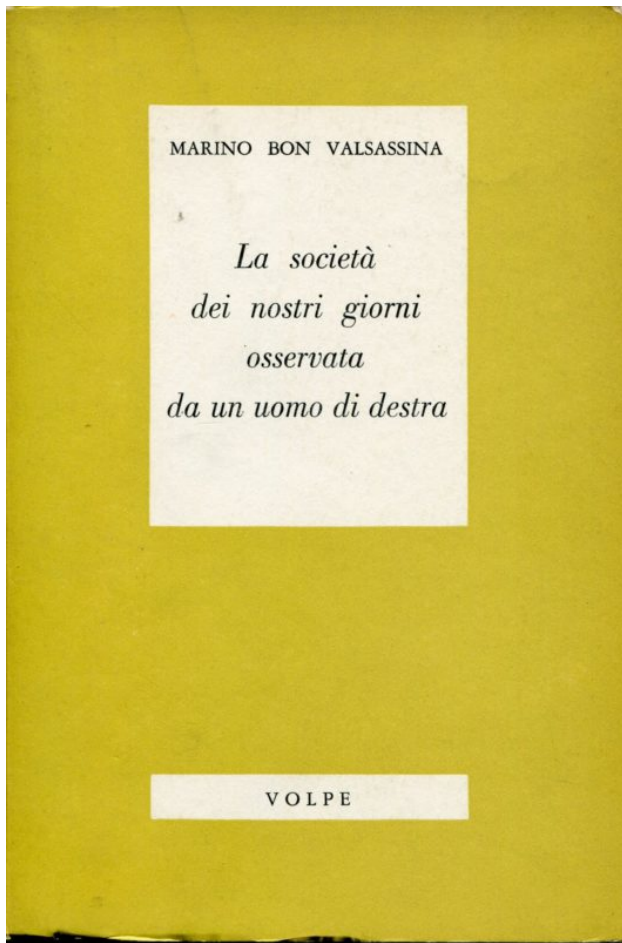 MARINO BON VALSASSINA
La società
dei nostri giorni
osservata
da un uomo di destra
VOLPE